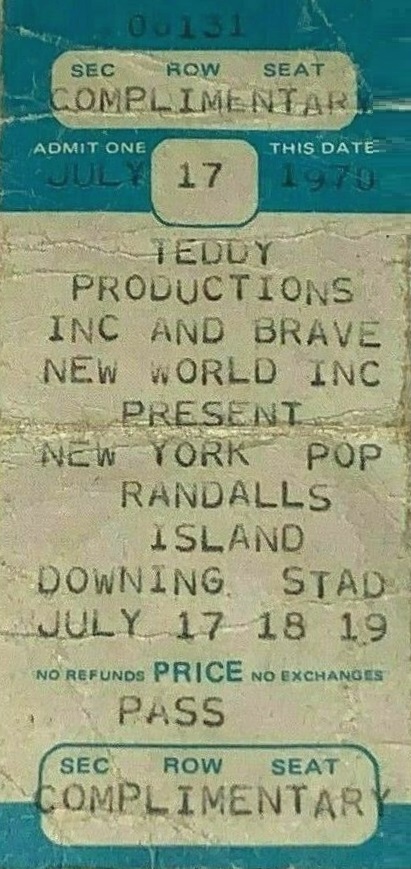 06131
SEC ROW SEAT
COMPLIMENTARY
ADMIT ONE THIS DATE
JULY 17 1970
TEDDY
PRODUCTIONS
INC AND BRAVE
NEW WORLD INC
PRESENT
NEW YORK POP
RANDALLS
ISLAND
DOWNING. STAD
JULY 17 18 19
NO REFUNDS PRICE NO EXCHANGES
PASS
SEC ROW SEAT
COMPLIMENTARY